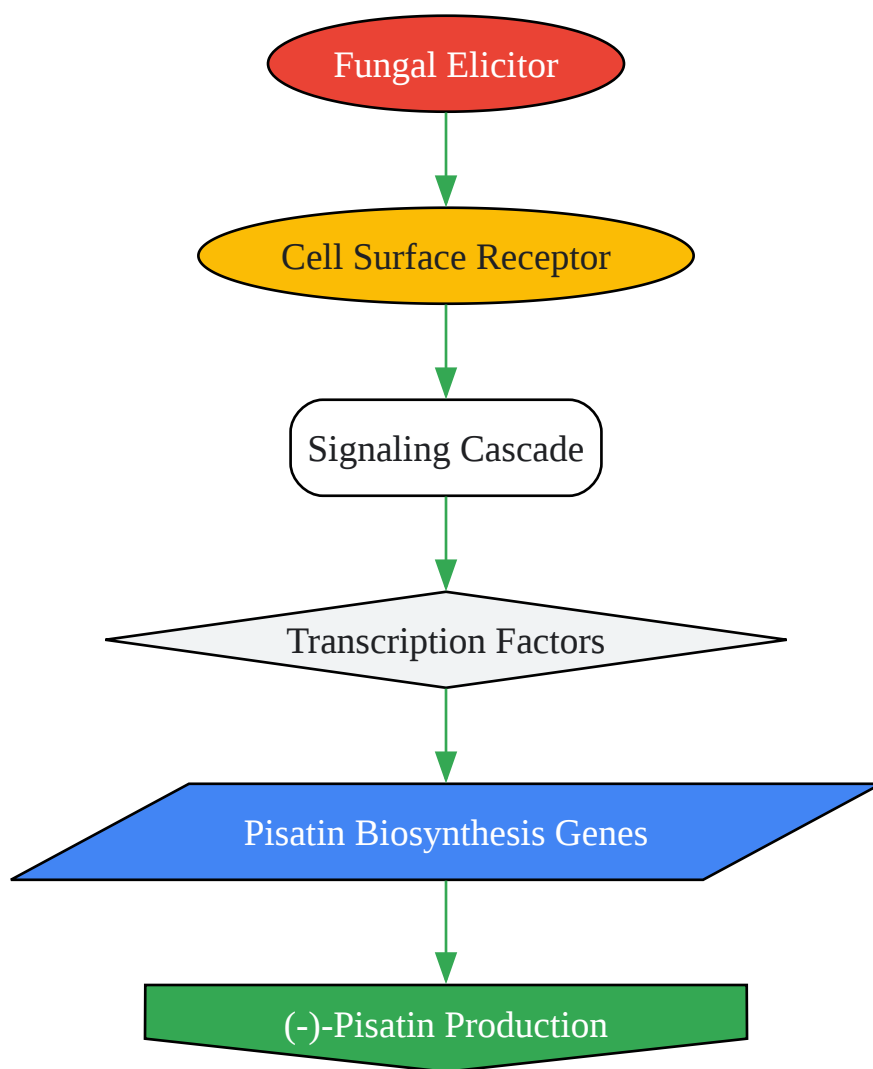 Fungal Elicitor
Cell Surface Receptor
Signaling Cascade
Transcription Factors
Pisatin Biosynthesis Genes
(-)-Pisatin Production